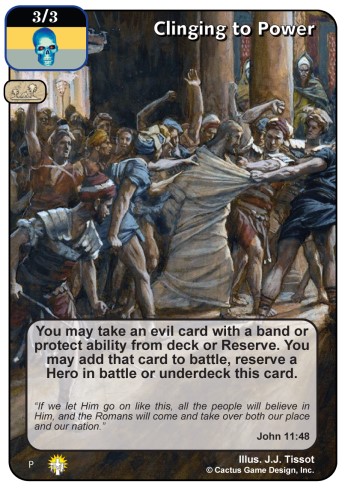 3/3
Clinging to Power
You may take an evil card with a band or
protect ability from deck or Reserve. You
may add that card to battle, reserve a
Hero in battle or underdeck this card.
"If we let Him go on like this, all the people will believe in
Him, and the Romans will come and take over both our place
and our nation."
John 11:48
P
Illus. J.J. Tissot
© Cactus Game Design, Inc.